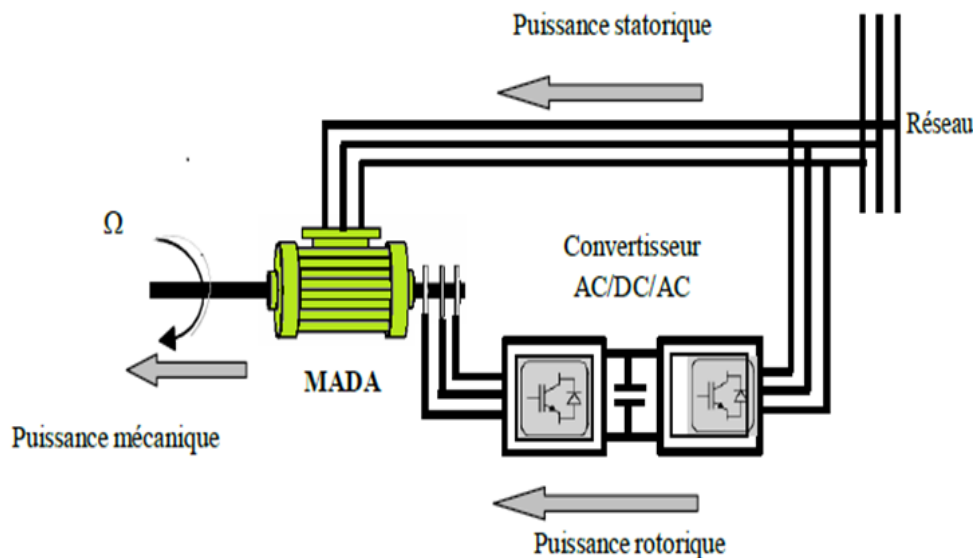 Puissance statorique
Réseau
Ω
Convertisseur
AC/DC/AC
MADA
Puissance mécanique
Puissance rotorique